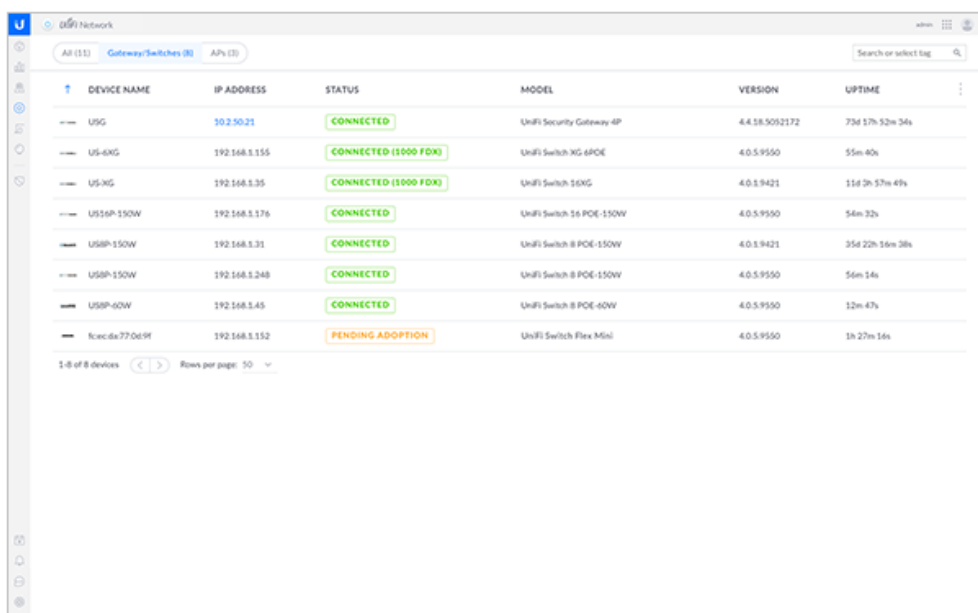 UniFi Network admin
All (11) Gateway/Switches (8) APs (3) Search or select tag
DEVICE NAME IP ADDRESS STATUS MODEL VERSION UPTIME
USG 10.2.50.21 CONNECTED UniFi Security Gateway 4P 4.4.18.5052172 73d 17h 52m 34s
US-6XG 192.168.1.155 CONNECTED (1000 FDX) UniFi Switch XG 6POE 4.0.5.9550 55m 40s
US-XG 192.168.1.35 CONNECTED (1000 FDX) UniFi Switch 16XG 4.0.1.9421 11d 3h 57m 49s
US16P-150W 192.168.1.176 CONNECTED UniFi Switch 16 POE-150W 4.0.5.9550 54m 32s
US8P-150W 192.168.1.31 CONNECTED UniFi Switch 8 POE-150W 4.0.1.9421 35d 22h 16m 38s
US8P-150W 192.168.1.248 CONNECTED UniFi Switch 8 POE-150W 4.0.5.9550 56m 14s
US8P-60W 192.168.1.45 CONNECTED UniFi Switch 8 POE-60W 4.0.5.9550 12m 47s
fc:ec:da:77:0d:9f 192.168.1.152 PENDING ADOPTION UniFi Switch Flex Mini 4.0.5.9550 1h 27m 16s
1-8 of 8 devices Rows per page: 50